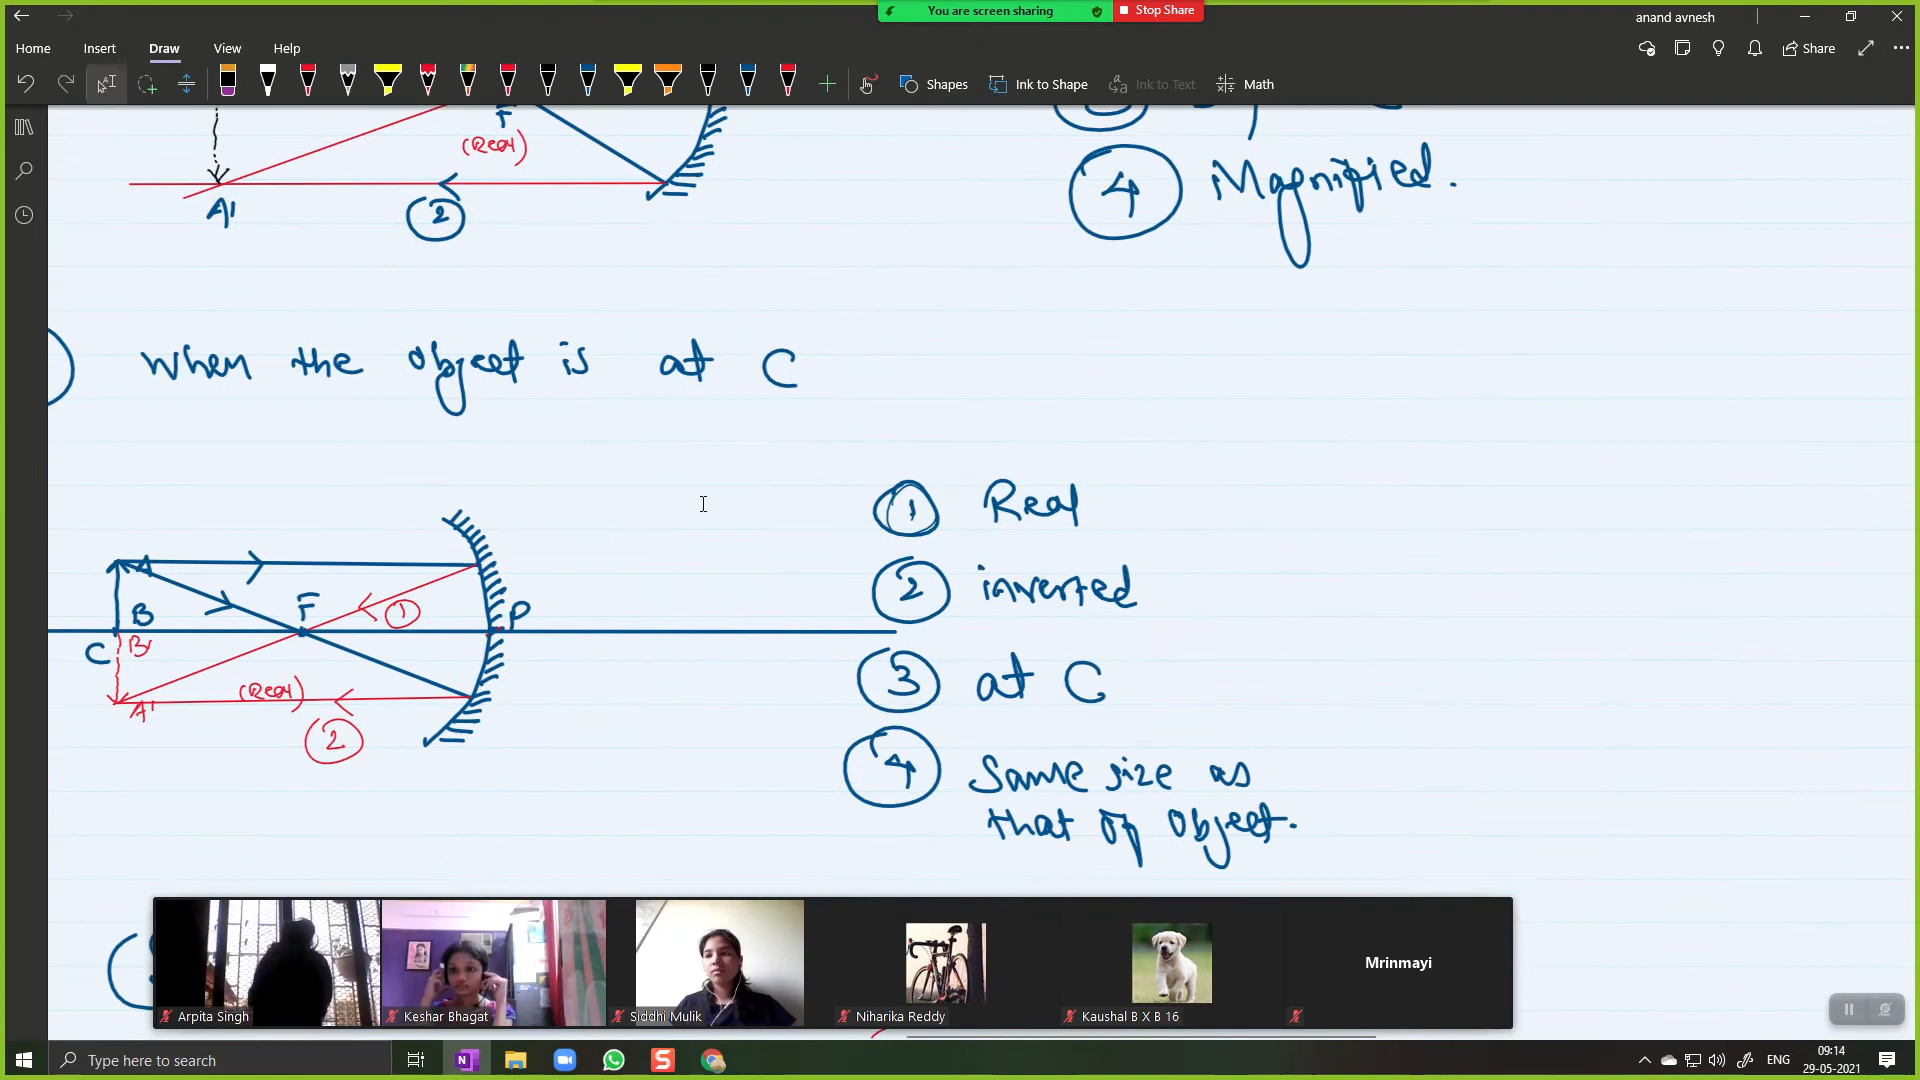 You are screen sharing
Stop Share
anand avnesh
Home
Insert
Draw
View
Help
Share
Shapes
Ink to Shape
Ink to Text
Math
F
(Real)
A'
2
4 Magnified.
when the object is at C
1 Real
2 inverted
3 at C
4 Same size as
that of object.
B
F
1
P
C
B'
(Real)
A'
2
Arpita Singh
Keshar Bhagat
Siddhi Mulik
Niharika Reddy
Kaushal B X B 16
Mrinmayi
Type here to search
ENG
09:14
29-05-2021